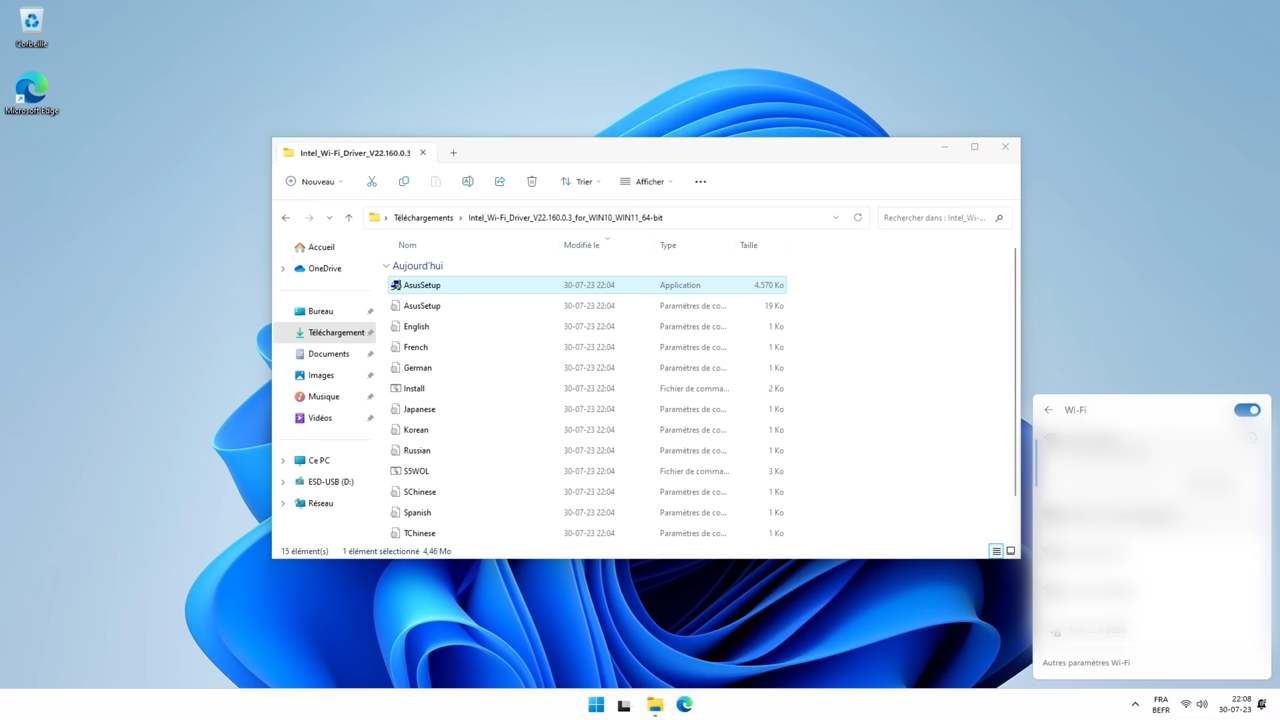 Corbeille
Microsoft Edge
Intel_Wi-Fi_Driver_V22.160.0.3
Nouveau
Trier
Afficher
Téléchargements > Intel_Wi-Fi_Driver_V22.160.0.3_for_WIN10_WIN11_64-bit
Rechercher dans : Intel_Wi-...
Accueil
OneDrive
Bureau
Téléchargement
Documents
Images
Musique
Vidéos
Ce PC
ESD-USB (D:)
Réseau
Nom Modifié le Type Taille
Aujourd'hui
AsusSetup 30-07-23 22:04 Application 4.570 Ko
AsusSetup 30-07-23 22:04 Paramètres de co... 19 Ko
English 30-07-23 22:04 Paramètres de co... 1 Ko
French 30-07-23 22:04 Paramètres de co... 1 Ko
German 30-07-23 22:04 Paramètres de co... 1 Ko
Install 30-07-23 22:04 Fichier de comma... 2 Ko
Japanese 30-07-23 22:04 Paramètres de co... 1 Ko
Korean 30-07-23 22:04 Paramètres de co... 1 Ko
Russian 30-07-23 22:04 Paramètres de co... 1 Ko
S5WOL 30-07-23 22:04 Fichier de comma... 3 Ko
SChinese 30-07-23 22:04 Paramètres de co... 1 Ko
Spanish 30-07-23 22:04 Paramètres de co... 1 Ko
TChinese 30-07-23 22:04 Paramètres de co... 1 Ko
15 élément(s) 1 élément sélectionné 4,46 Mo
Wi-Fi
Autres paramètres Wi-Fi
FRA
BEFR
22:08
30-07-23